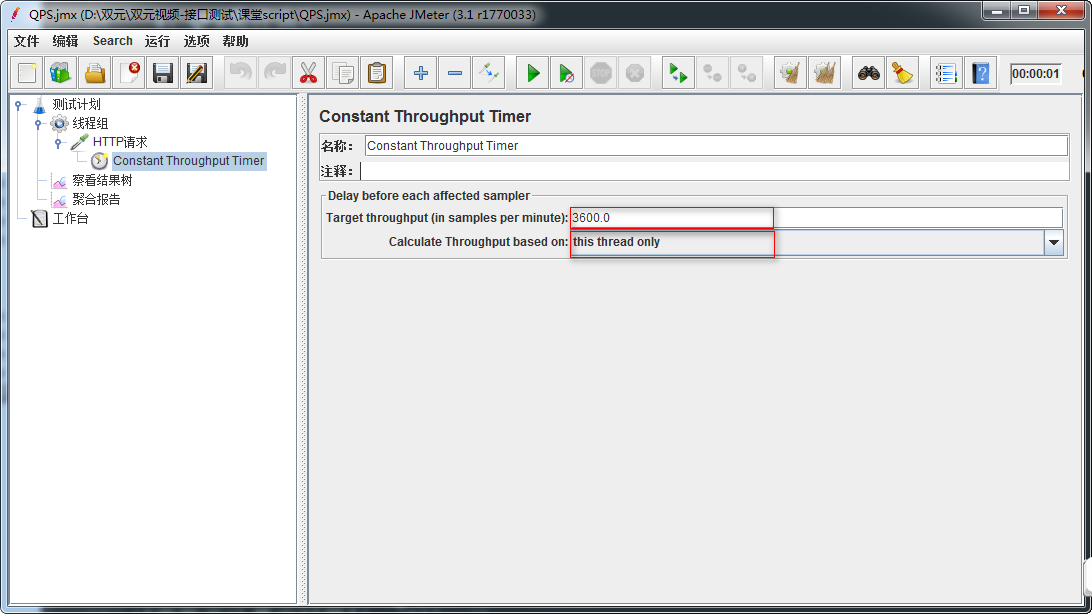 QPS.jmx (D:\双元\双元视频-接口测试\课堂script\QPS.jmx) - Apache JMeter (3.1 r1770033)
文件 编辑 Search 运行 选项 帮助
STOP 00:00:01
测试计划
线程组
HTTP请求
Constant Throughput Timer
察看结果树
聚合报告
工作台
Constant Throughput Timer
名称： Constant Throughput Timer
注释：
Delay before each affected sampler
Target throughput (in samples per minute): 3600.0
Calculate Throughput based on: this thread only